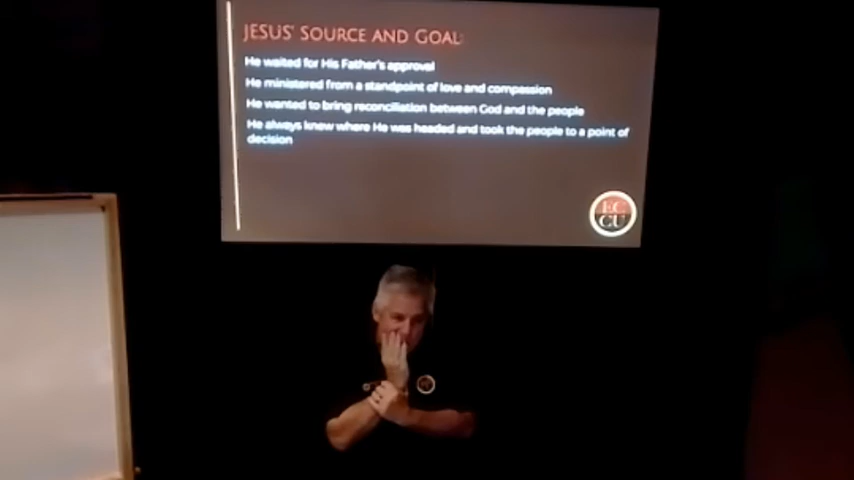 JESUS' SOURCE AND GOAL:
He waited for His Father's approval
He ministered from a standpoint of love and compassion
He wanted to bring reconciliation between God and the people
He always knew where He was headed and took the people to a point of
decision
EC
CU